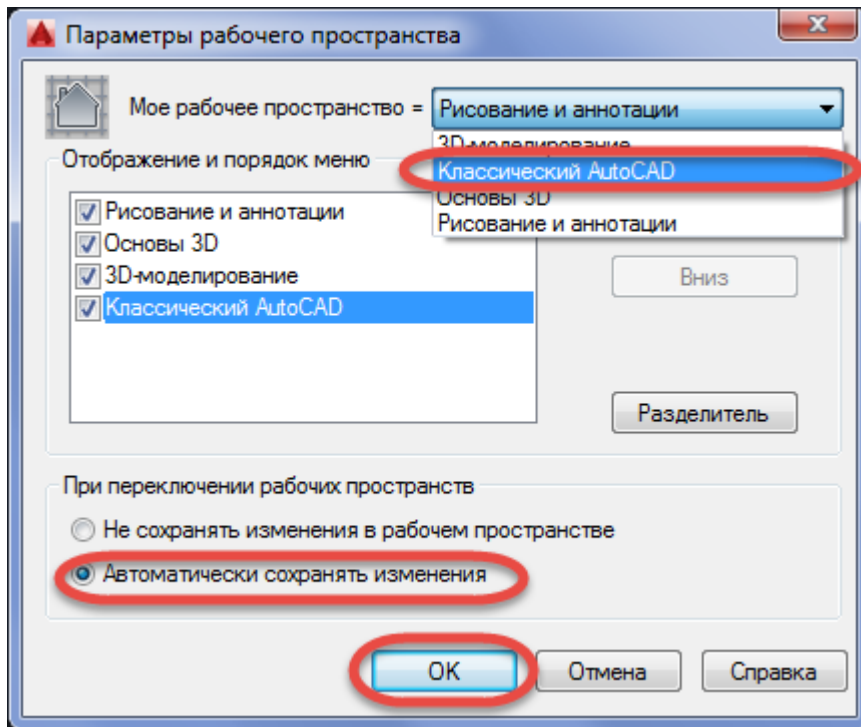 Параметры рабочего пространства
Мое рабочее пространство = Рисование и аннотации
3D-моделирование
Классический AutoCAD
Основы 3D
Рисование и аннотации
Отображение и порядок меню
Рисование и аннотации
Основы 3D
3D-моделирование
Классический AutoCAD
Вниз
Разделитель
При переключении рабочих пространств
Не сохранять изменения в рабочем пространстве
Автоматически сохранять изменения
OK Отмена Справка